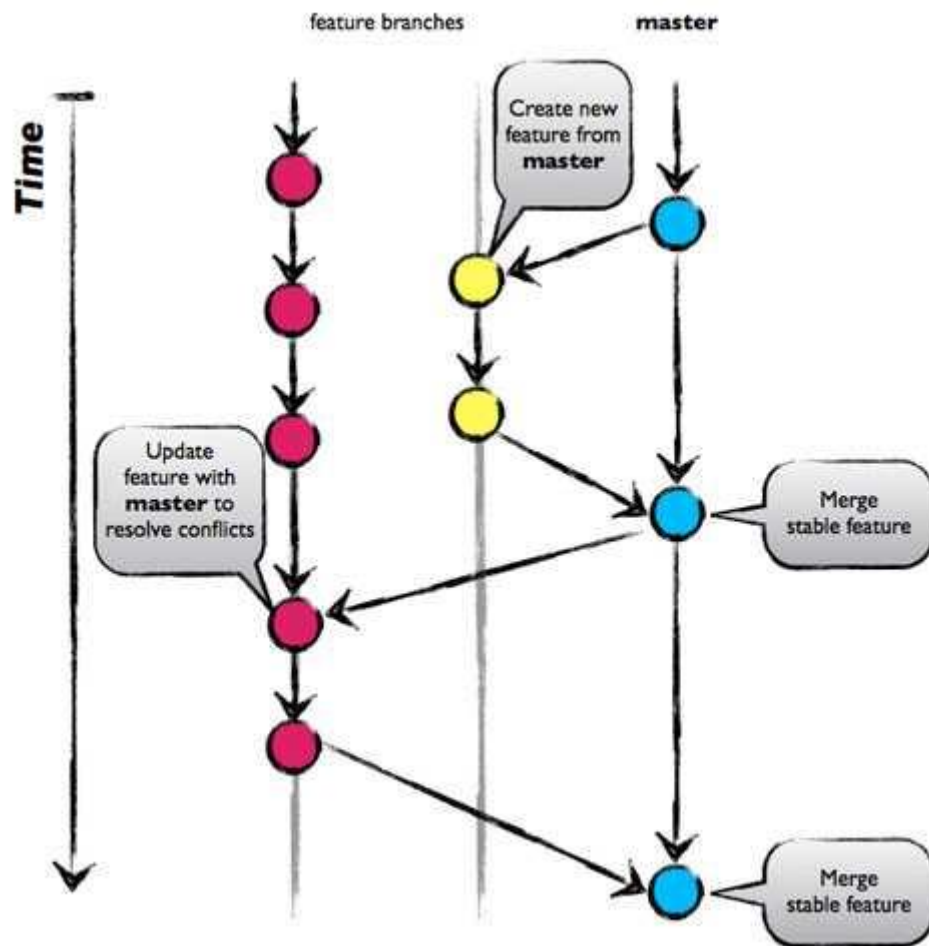 feature branches
master
Time
Create new
feature from
master
Update
feature with
master to
resolve conflicts
Merge
stable feature
Merge
stable feature